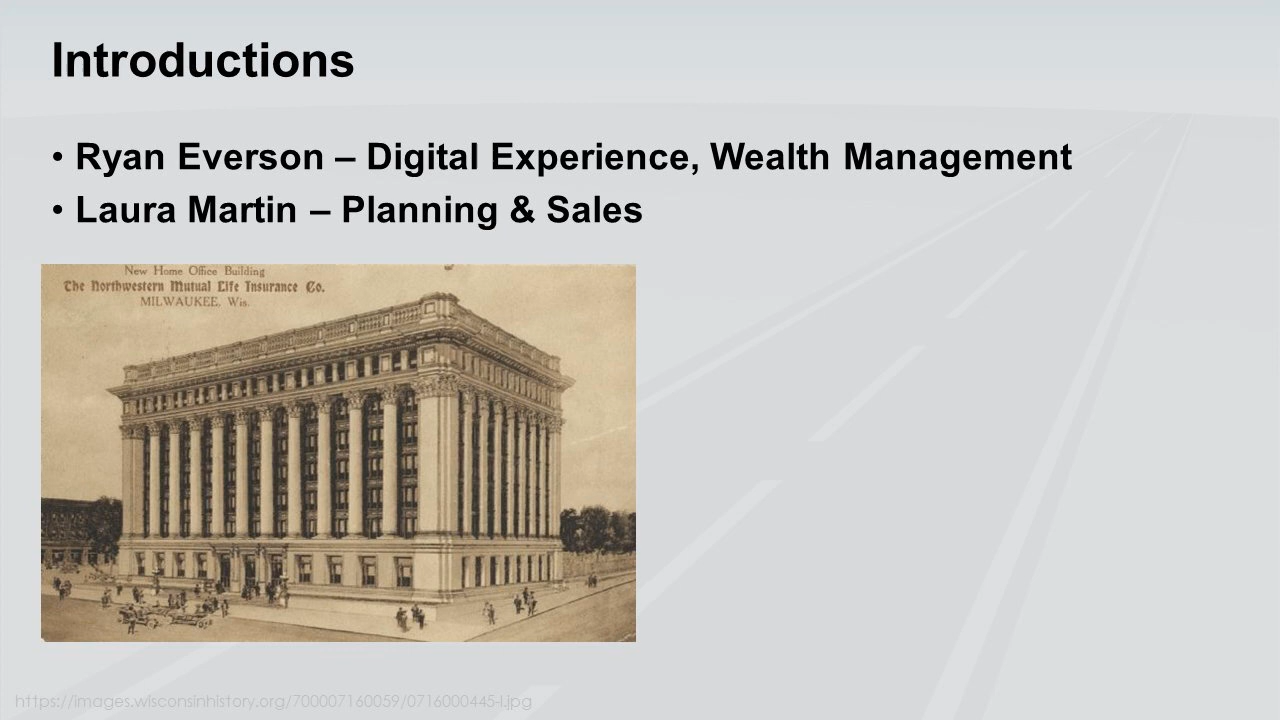 Introductions
• Ryan Everson – Digital Experience, Wealth Management
• Laura Martin – Planning & Sales
New Home Office Building
The Northwestern Mutual Life Insurance Co.
MILWAUKEE, Wis.
https://images.wisconsinhistory.org/700007160059/0716000445-l.jpg